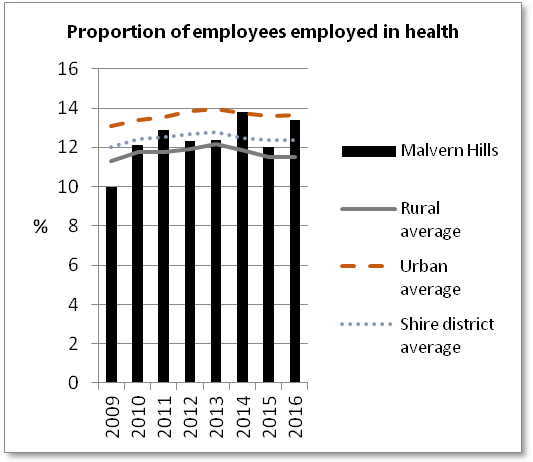 Proportion of employees employed in health
16
14
12
10
8
6
4
2
0
%
2009
2010
2011
2012
2013
2014
2015
2016
Malvern Hills
Rural
average
Urban
average
Shire district
average